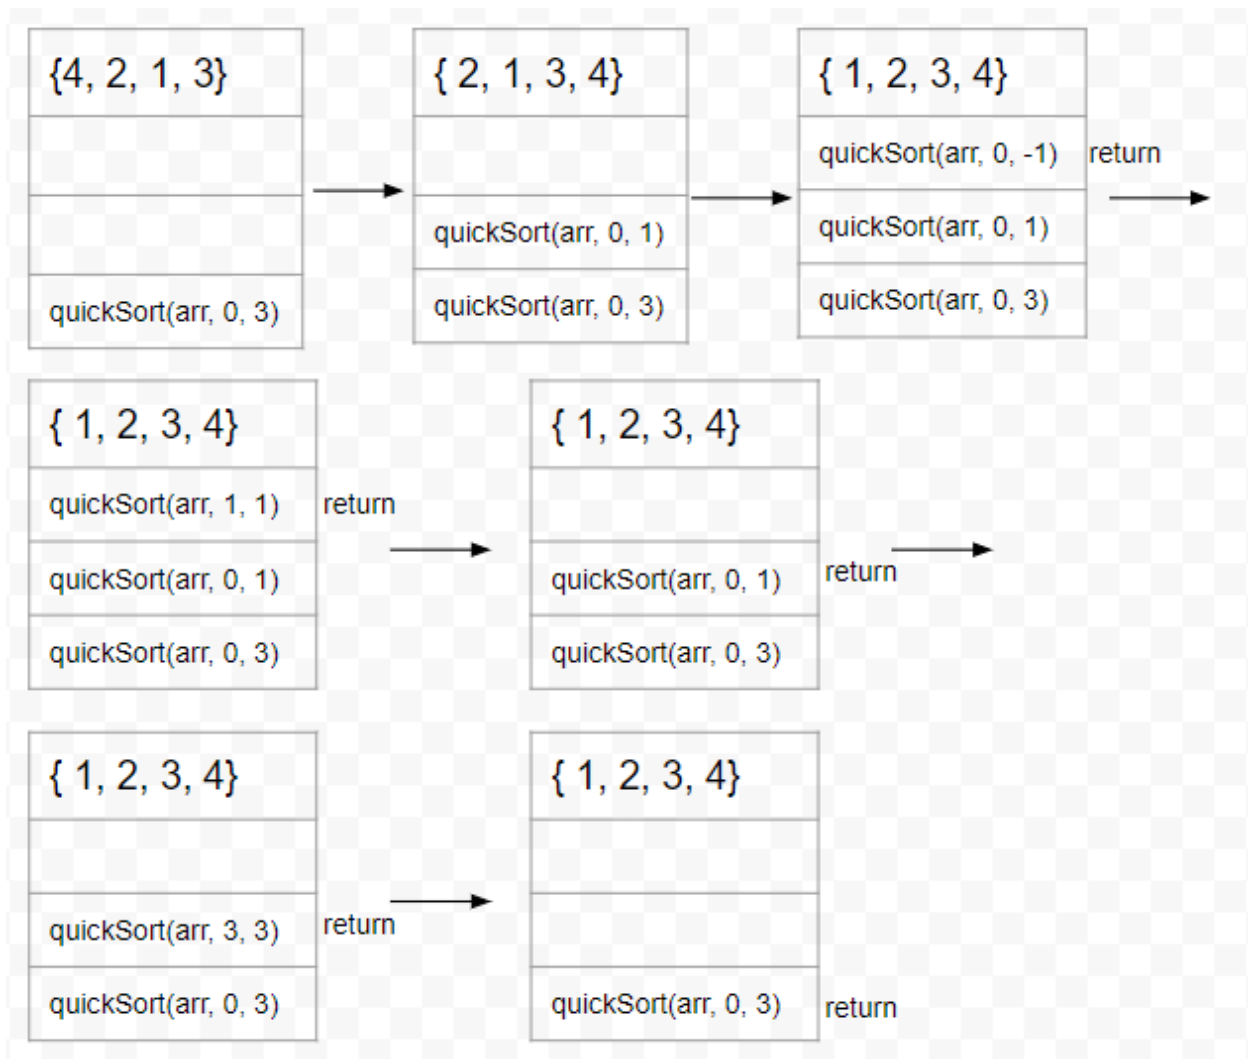 {4, 2, 1, 3}
quickSort(arr, 0, 3)
{ 2, 1, 3, 4}
quickSort(arr, 0, 1)
quickSort(arr, 0, 3)
{ 1, 2, 3, 4}
quickSort(arr, 0, -1) return
quickSort(arr, 0, 1)
quickSort(arr, 0, 3)
{ 1, 2, 3, 4}
quickSort(arr, 1, 1) return
quickSort(arr, 0, 1)
quickSort(arr, 0, 3)
{ 1, 2, 3, 4}
quickSort(arr, 0, 1) return
quickSort(arr, 0, 3)
{ 1, 2, 3, 4}
quickSort(arr, 3, 3) return
quickSort(arr, 0, 3)
{ 1, 2, 3, 4}
quickSort(arr, 0, 3) return